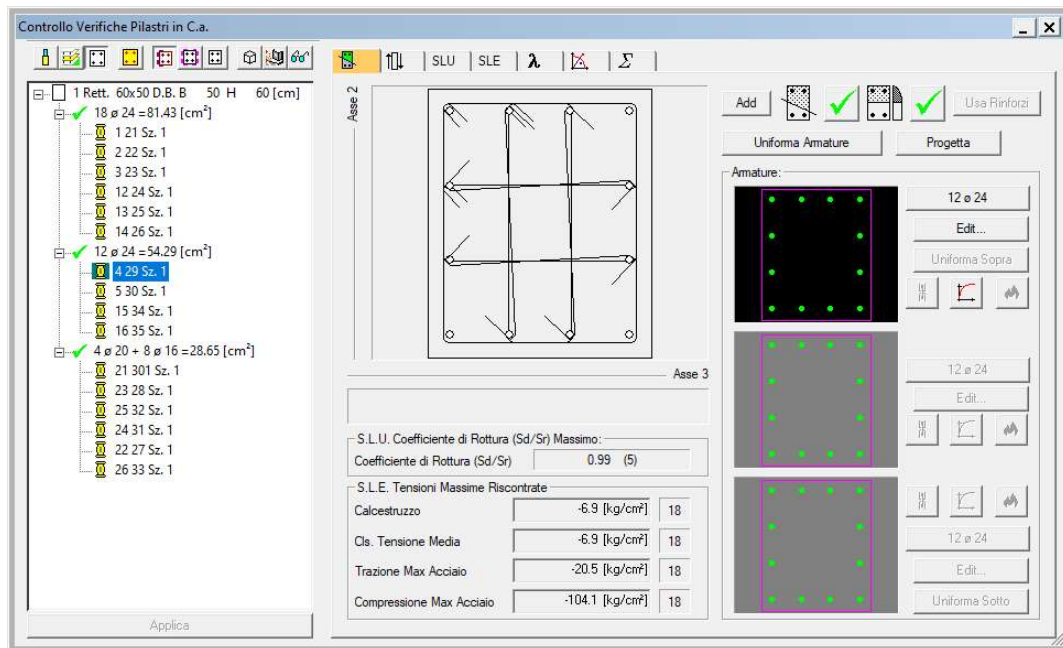 Controllo Verifiche Pilastri in C.a.
SLU
SLE
λ
Σ
1 Rett. 60x50 D.B. B 50 H 60 [cm]
18 ø 24 =81.43 [cm²]
1 21 Sz. 1
2 22 Sz. 1
3 23 Sz. 1
12 24 Sz. 1
13 25 Sz. 1
14 26 Sz. 1
12 ø 24 =54.29 [cm²]
4 29 Sz. 1
5 30 Sz. 1
15 34 Sz. 1
16 35 Sz. 1
4 ø 20 + 8 ø 16 =28.65 [cm²]
21 301 Sz. 1
23 28 Sz. 1
25 32 Sz. 1
24 31 Sz. 1
22 27 Sz. 1
26 33 Sz. 1
Applica
Asse 2
Asse 3
S.L.U. Coefficiente di Rottura (Sd/Sr) Massimo:
Coefficiente di Rottura (Sd/Sr) 0.99 (5)
S.L.E. Tensioni Massime Riscontrate
Calcestruzzo -6.9 [kg/cm²] 18
Cls. Tensione Media -6.9 [kg/cm²] 18
Trazione Max Acciaio -20.5 [kg/cm²] 18
Compressione Max Acciaio -104.1 [kg/cm²] 18
Add
Usa Rinforzi
Uniforma Armature
Progetta
Armature:
12 ø 24
Edit...
Uniforma Sopra
12 ø 24
Edit...
12 ø 24
Edit...
Uniforma Sotto